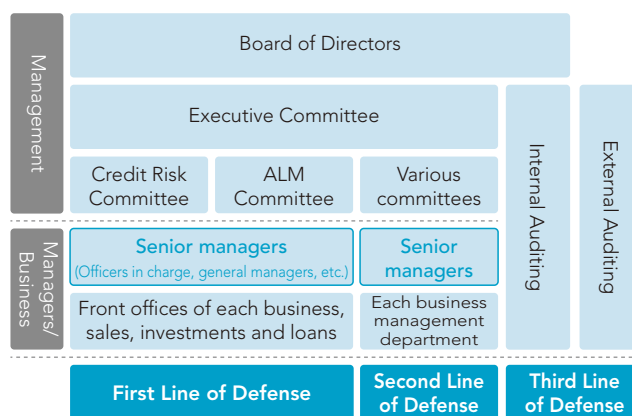 Management
Board of Directors
Executive Committee
Credit Risk
Committee
ALM
Committee
Various
committees
Internal Auditing
External Auditing
Managers/
Business
Senior managers
(Officers in charge, general managers, etc.)
Senior
managers
Front offices of each business,
sales, investments and loans
Each business
management
department
First Line of Defense
Second Line
of Defense
Third Line
of Defense